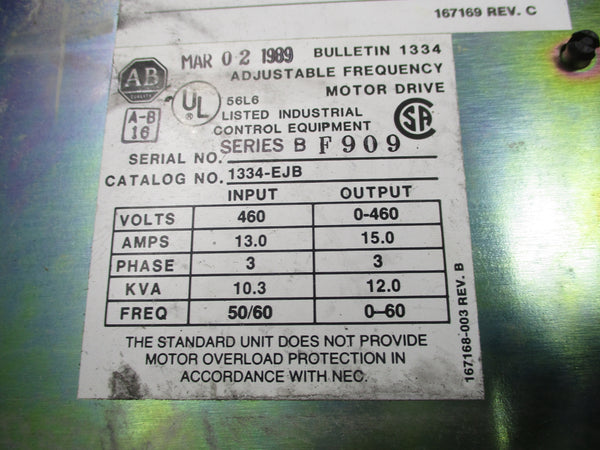 167169 REV. C
MAR 02 1989 BULLETIN 1334
AB
ADJUSTABLE FREQUENCY
MOTOR DRIVE
A-B
16
UL
®
56L6
LISTED INDUSTRIAL
CONTROL EQUIPMENT
SA
SERIES B F909
SERIAL NO.
CATALOG NO. 1334-EJB
INPUT OUTPUT
VOLTS 460 0-460
AMPS 13.0 15.0
PHASE 3 3
KVA 10.3 12.0
FREQ 50/60 0-60
THE STANDARD UNIT DOES NOT PROVIDE
MOTOR OVERLOAD PROTECTION IN
ACCORDANCE WITH NEC.
167168-003 REV. B